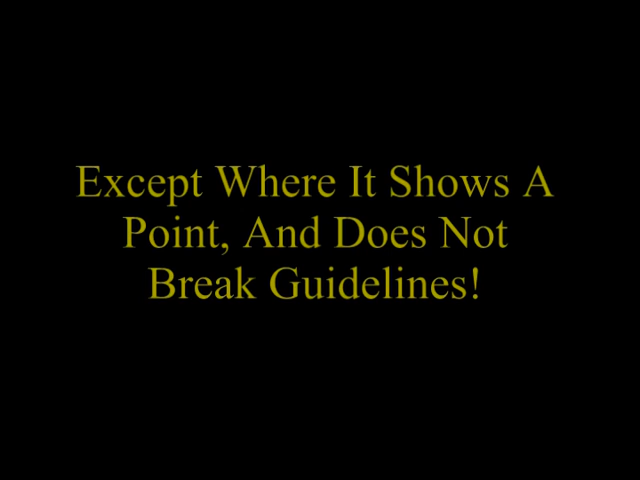 Except Where It Shows A
Point, And Does Not
Break Guidelines!